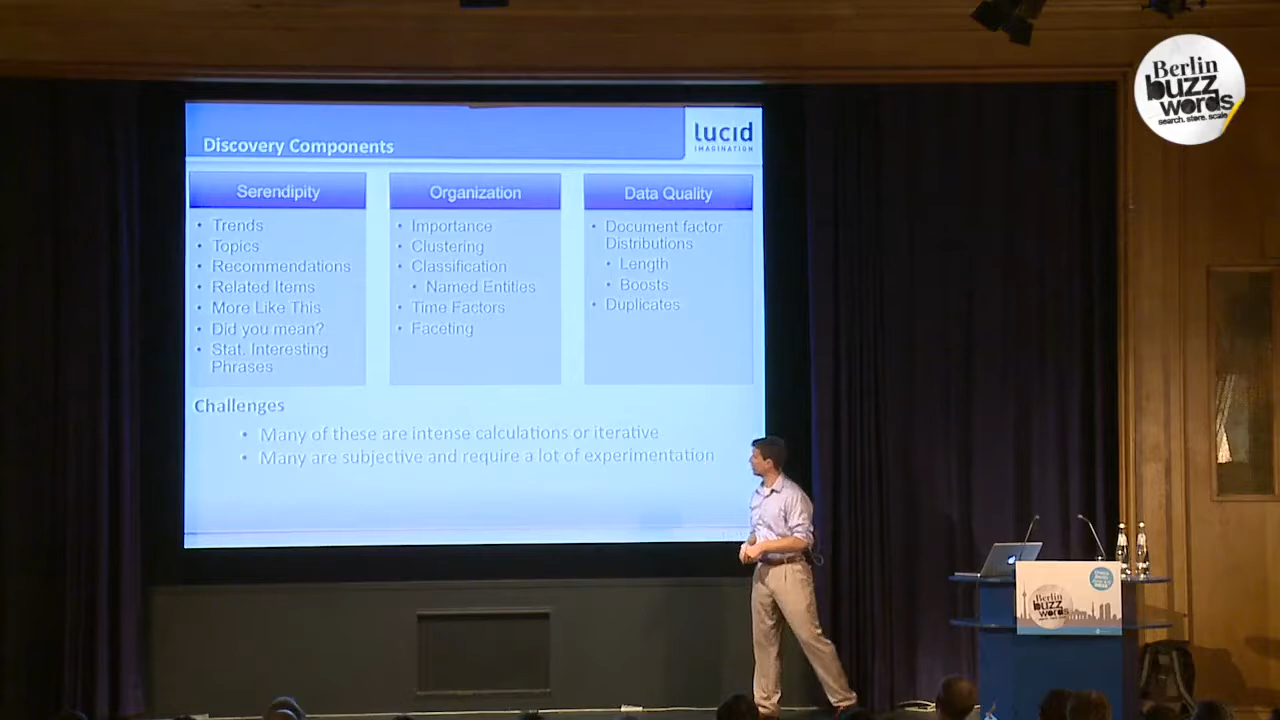 Berlin
buzz
words
search. store. scale
Discovery Components
lucid
IMAGINATION
Serendipity
• Trends
• Topics
• Recommendations
• Related Items
• More Like This
• Did you mean?
• Stat. Interesting
Phrases
Organization
• Importance
• Clustering
• Classification
• Named Entities
• Time Factors
• Faceting
Data Quality
• Document factor
Distributions
• Length
• Boosts
• Duplicates
Challenges
• Many of these are intense calculations or iterative
• Many are subjective and require a lot of experimentation
Berlin
buzz
words